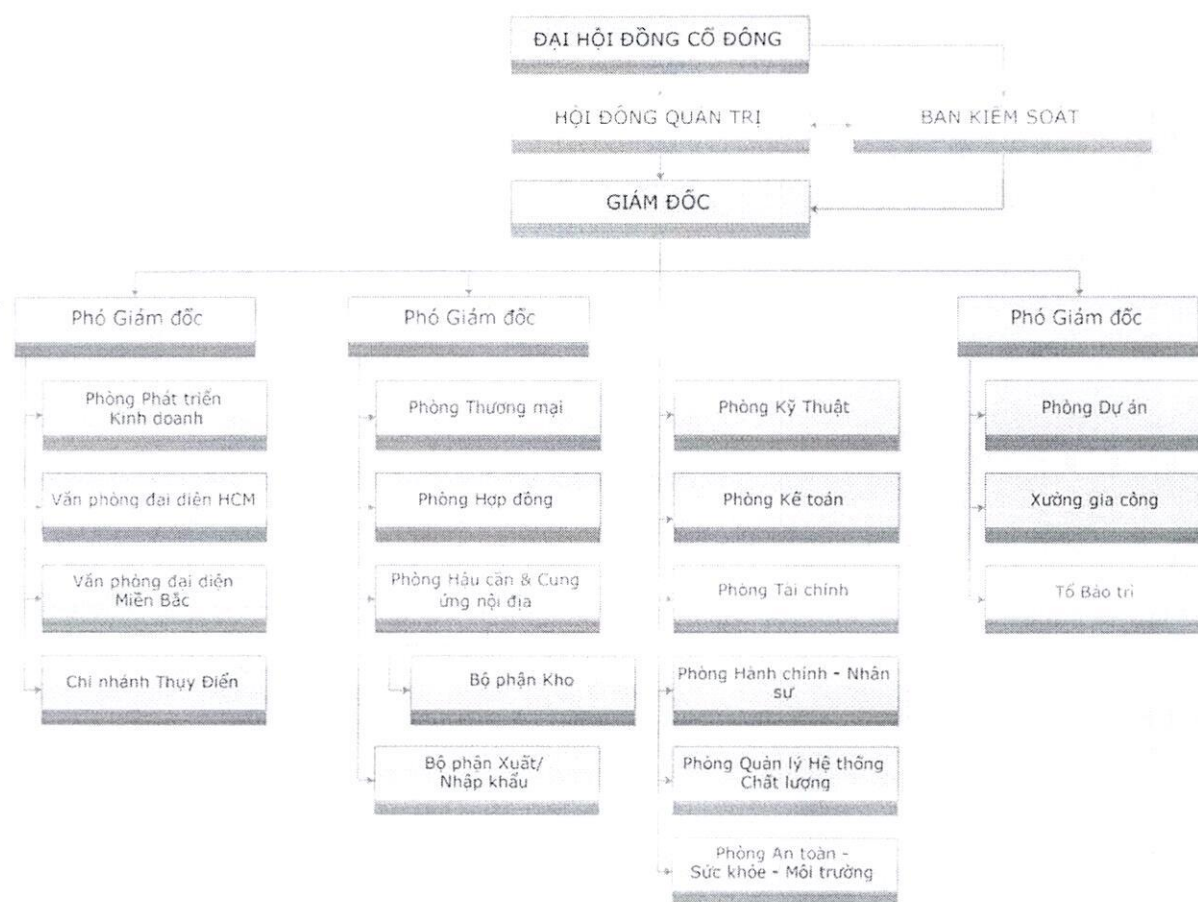 ĐẠI HỘI ĐỒNG CỔ ĐÔNG
HỘI ĐỒNG QUẢN TRỊ
BAN KIỂM SOÁT
GIÁM ĐỐC
Phó Giám đốc
Phó Giám đốc
Phó Giám đốc
Phòng Phát triển
Kinh doanh
Phòng Thương mại
Phòng Kỹ Thuật
Phòng Dự án
Văn phòng đại diện HCM
Phòng Hợp đồng
Phòng Kế toán
Xưởng gia công
Văn phòng đại diện
Miền Bắc
Phòng Hậu cần & Cung
ứng nội địa
Phòng Tài chính
Tổ Bảo trì
Chi nhánh Thụy Điển
Bộ phận Kho
Phòng Hành chính - Nhân
sự
Bộ phận Xuất/
Nhập khẩu
Phòng Quản lý Hệ thống
Chất lượng
Phòng An toàn -
Sức khỏe - Môi trường